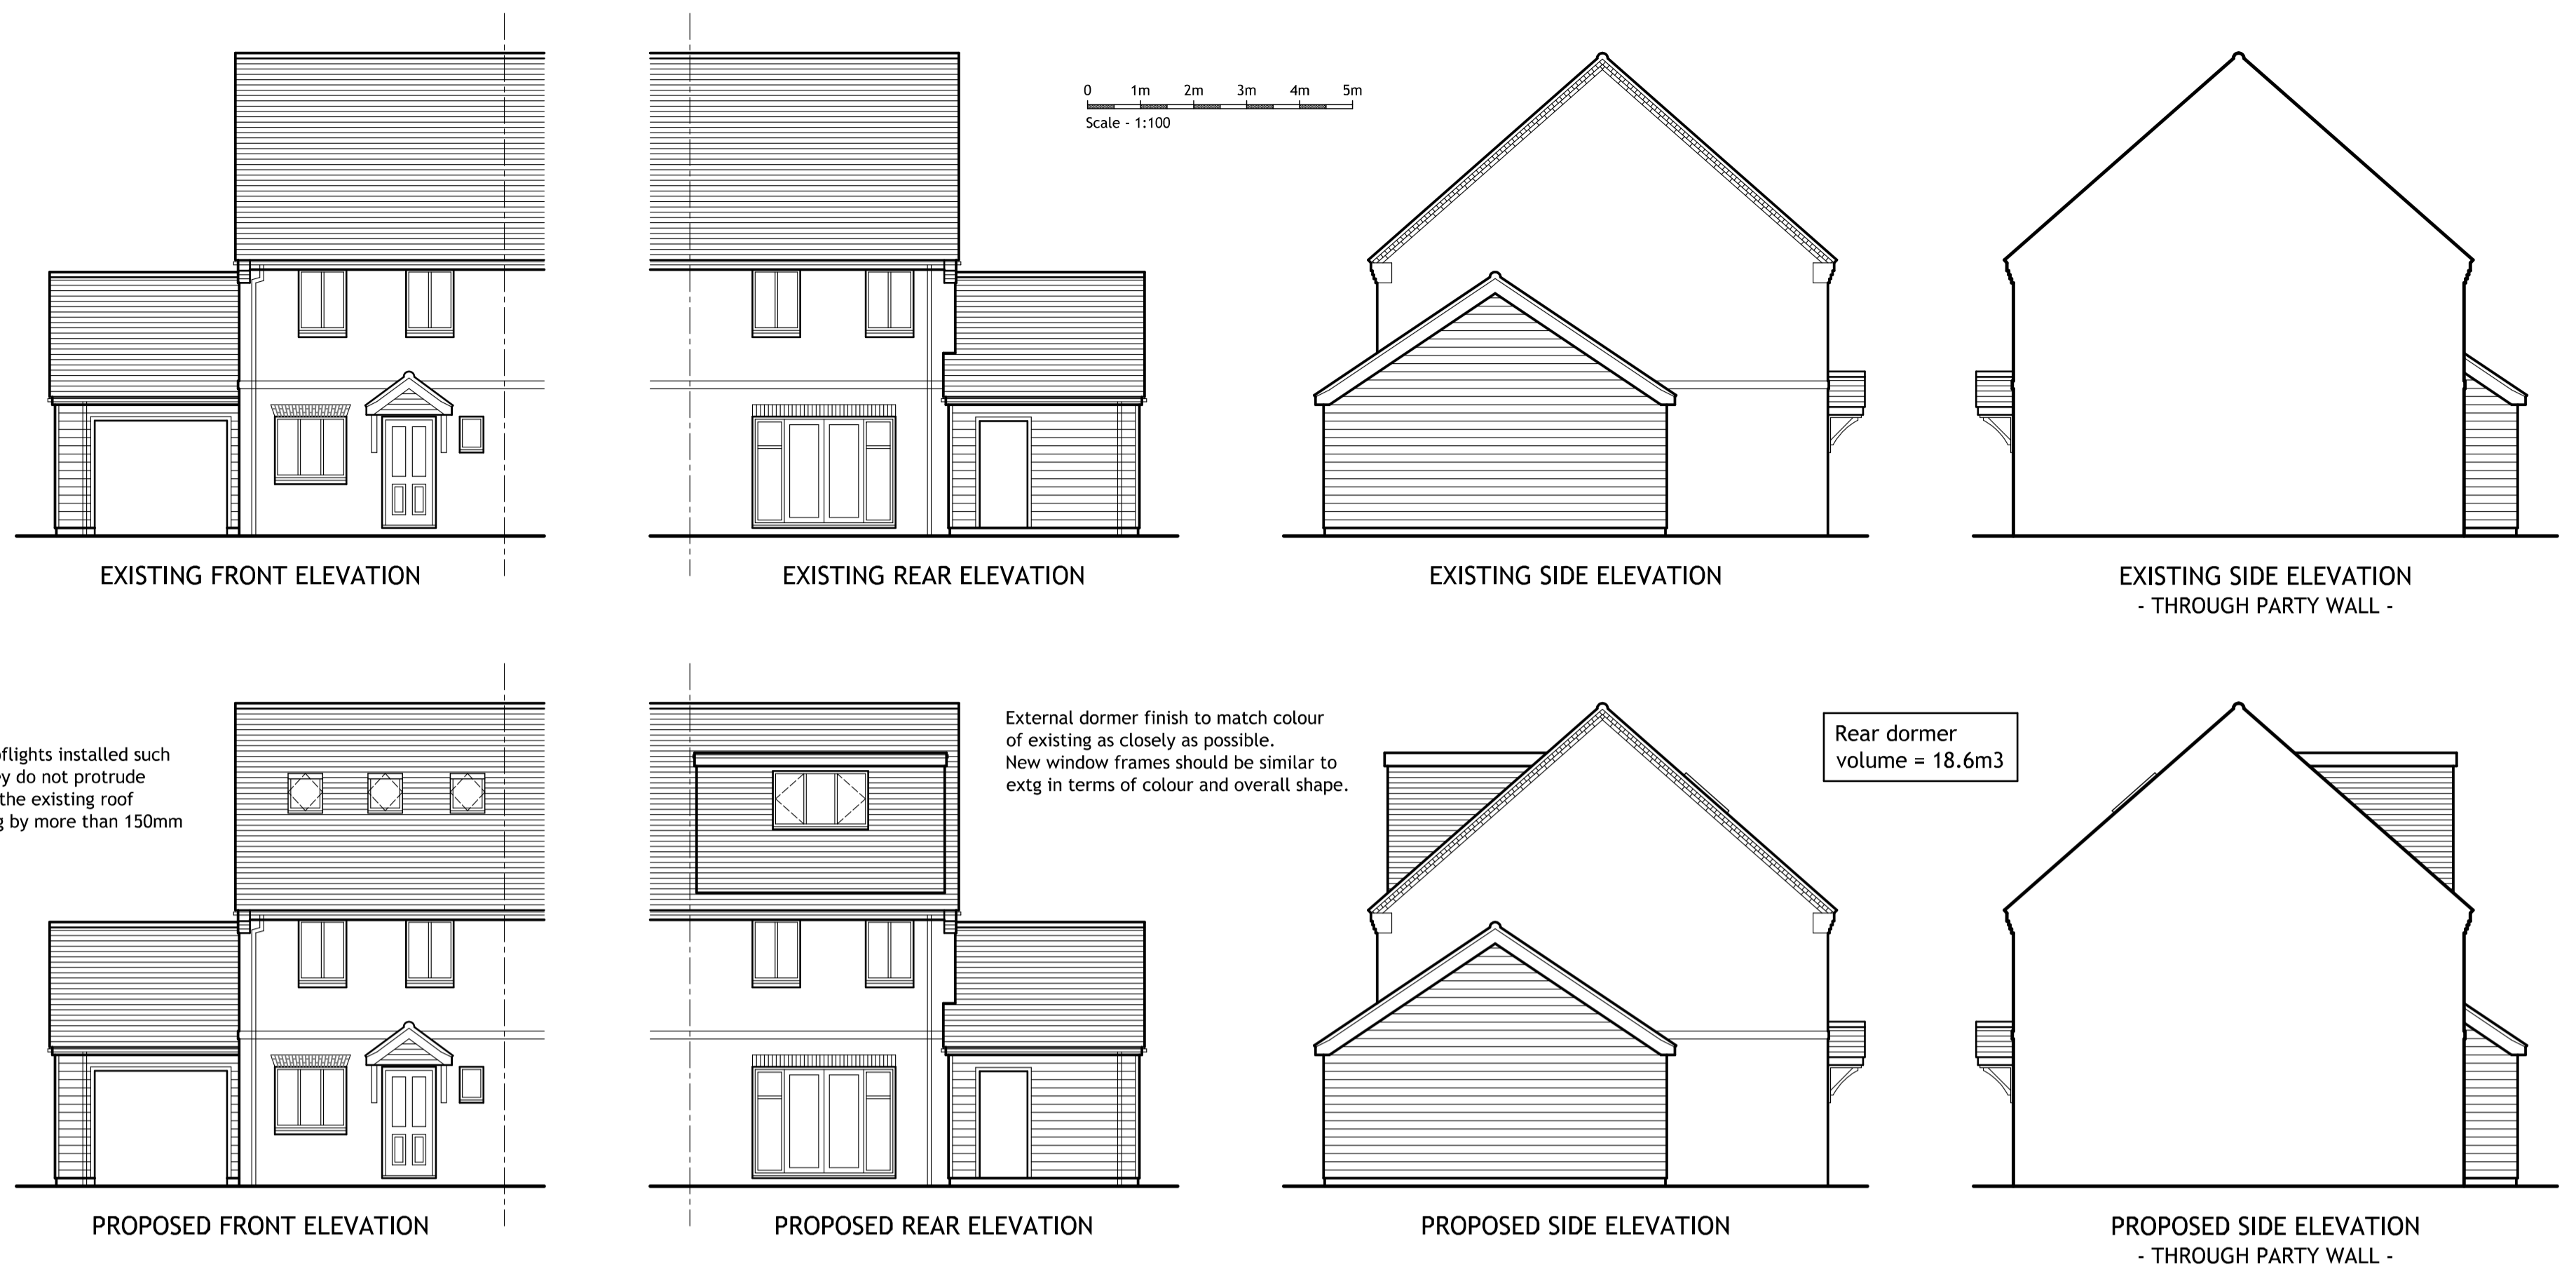 0 1m 2m 3m 4m 5m
Scale - 1:100
EXISTING FRONT ELEVATION
EXISTING REAR ELEVATION
EXISTING SIDE ELEVATION
EXISTING SIDE ELEVATION
- THROUGH PARTY WALL -
flights installed such
do not protrude
the existing roof
by more than 150mm
External dormer finish to match colour
of existing as closely as possible.
New window frames should be similar to
extg in terms of colour and overall shape.
Rear dormer
volume = 18.6m3
PROPOSED FRONT ELEVATION
PROPOSED REAR ELEVATION
PROPOSED SIDE ELEVATION
PROPOSED SIDE ELEVATION
- THROUGH PARTY WALL -